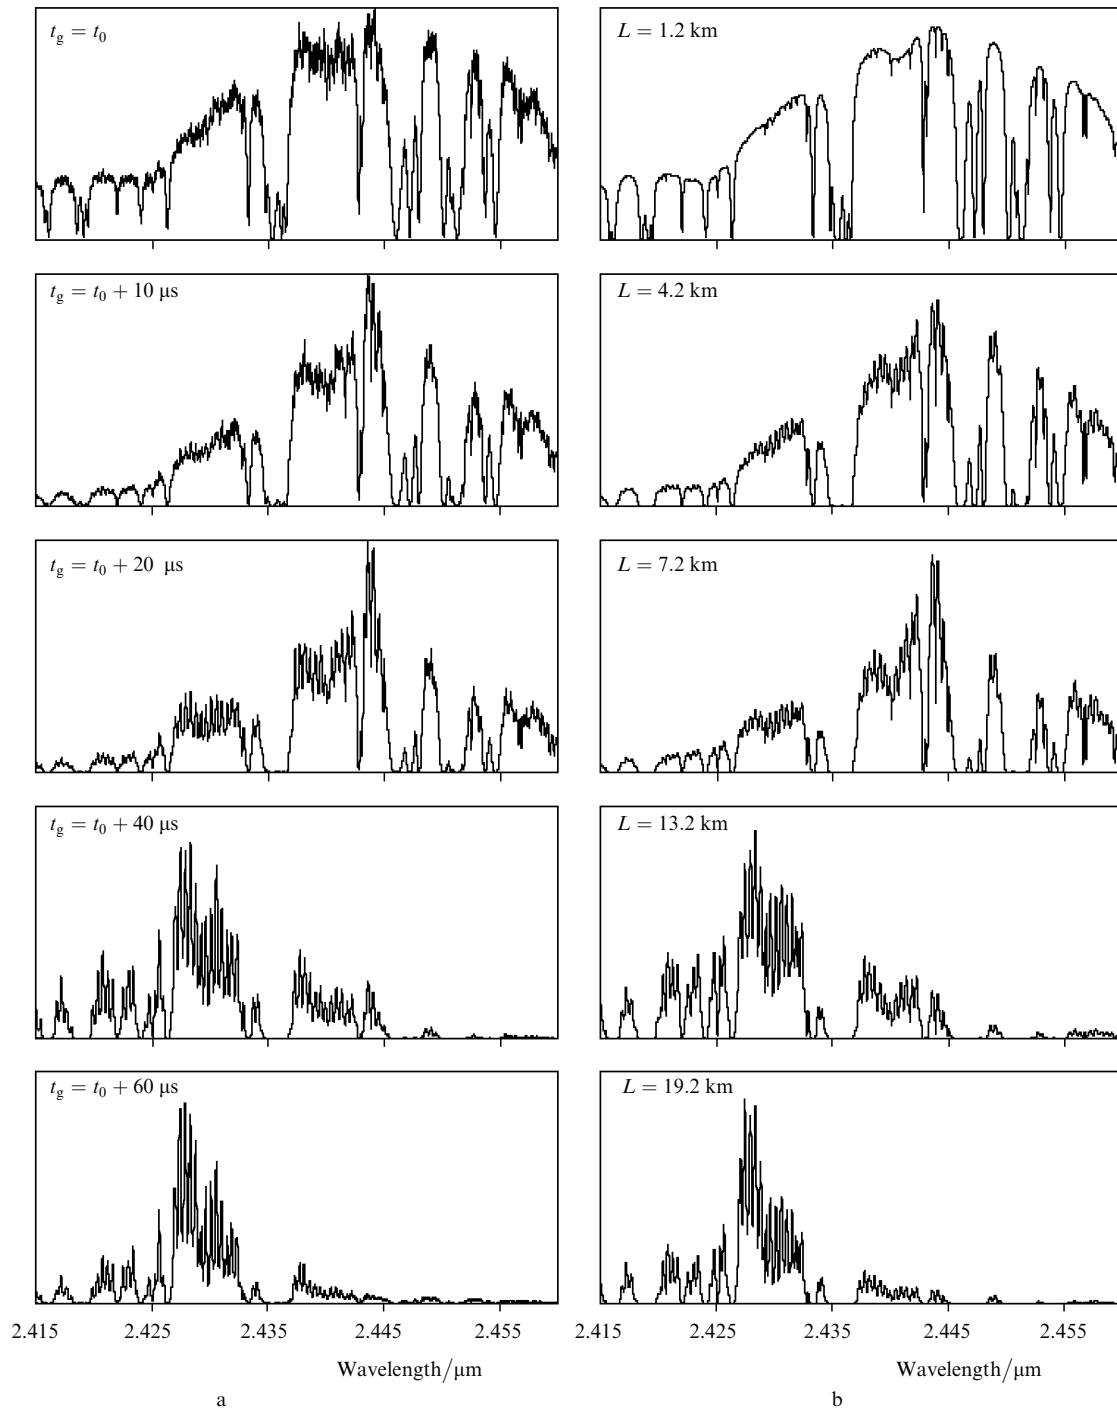 t_g = t_0
L = 1.2 km
t_g = t_0 + 10 μs
L = 4.2 km
t_g = t_0 + 20 μs
L = 7.2 km
t_g = t_0 + 40 μs
L = 13.2 km
t_g = t_0 + 60 μs
L = 19.2 km
2.415 2.425 2.435 2.445 2.455 2.415 2.425 2.435 2.445 2.455
Wavelength/μm Wavelength/μm
a b